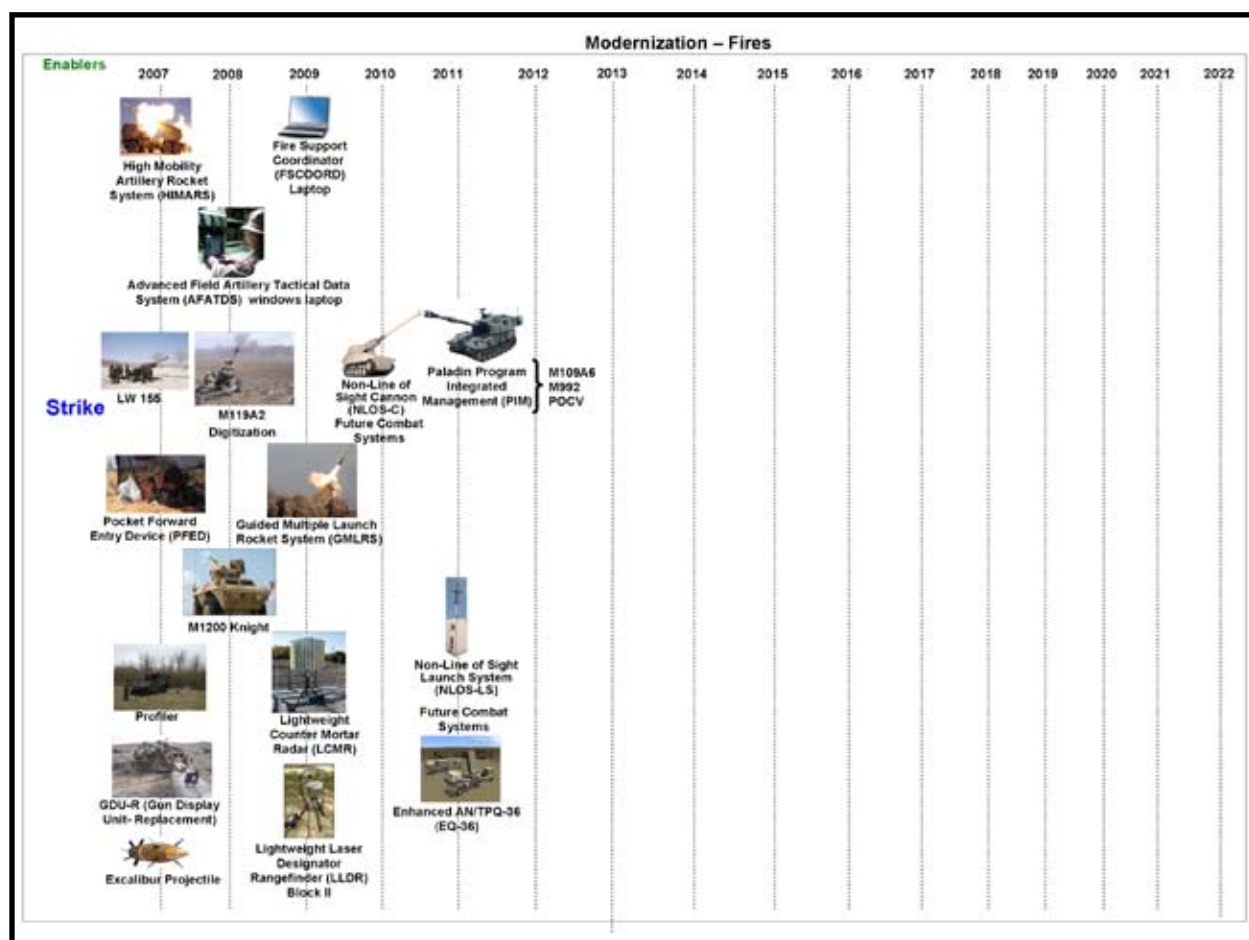 Modernization – Fires
Enablers
2007 2008 2009 2010 2011 2012 2013 2014 2015 2016 2017 2018 2019 2020 2021 2022
High Mobility
Artillery Rocket
System (HIMARS)
Fire Support
Coordinator
(FSCOORD)
Laptop
Advanced Field Artillery Tactical Data
System (AFATDS) windows laptop
Strike
LW 155
M119A2
Digitization
Non-Line of
Sight Cannon
(NLOS-C)
Future Combat
Systems
Paladin Program
Integrated
Management (PIM)
M109A6
M992
POCV
Pocket Forward
Entry Device (PFED)
Guided Multiple Launch
Rocket System (GMLRS)
M1200 Knight
Profiler
Lightweight
Counter Mortar
Radar (LCMR)
Non-Line of Sight
Launch System
(NLOS-LS)
Future Combat
Systems
GDU-R (Gun Display
Unit- Replacement)
Enhanced AN/TPQ-36
(EQ-36)
Excalibur Projectile
Lightweight Laser
Designator
Rangefinder (LLDR)
Block II